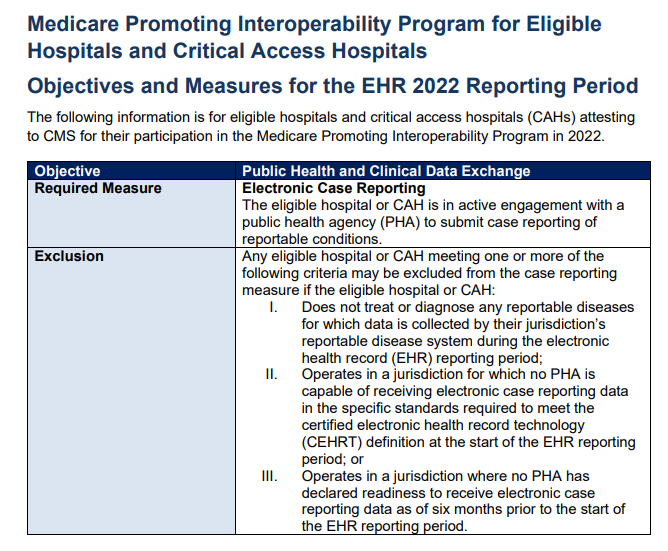 Medicare Promoting Interoperability Program for Eligible
Hospitals and Critical Access Hospitals
Objectives and Measures for the EHR 2022 Reporting Period
The following information is for eligible hospitals and critical access hospitals (CAHs) attesting
to CMS for their participation in the Medicare Promoting Interoperability Program in 2022.
Objective Public Health and Clinical Data Exchange
Required Measure Electronic Case Reporting
The eligible hospital or CAH is in active engagement with a
public health agency (PHA) to submit case reporting of
reportable conditions.
Exclusion Any eligible hospital or CAH meeting one or more of the
following criteria may be excluded from the case reporting
measure if the eligible hospital or CAH:
I. Does not treat or diagnose any reportable diseases
for which data is collected by their jurisdiction's
reportable disease system during the electronic
health record (EHR) reporting period;
II. Operates in a jurisdiction for which no PHA is
capable of receiving electronic case reporting data
in the specific standards required to meet the
certified electronic health record technology
(CEHRT) definition at the start of the EHR reporting
period; or
III. Operates in a jurisdiction where no PHA has
declared readiness to receive electronic case
reporting data as of six months prior to the start of
the EHR reporting period.